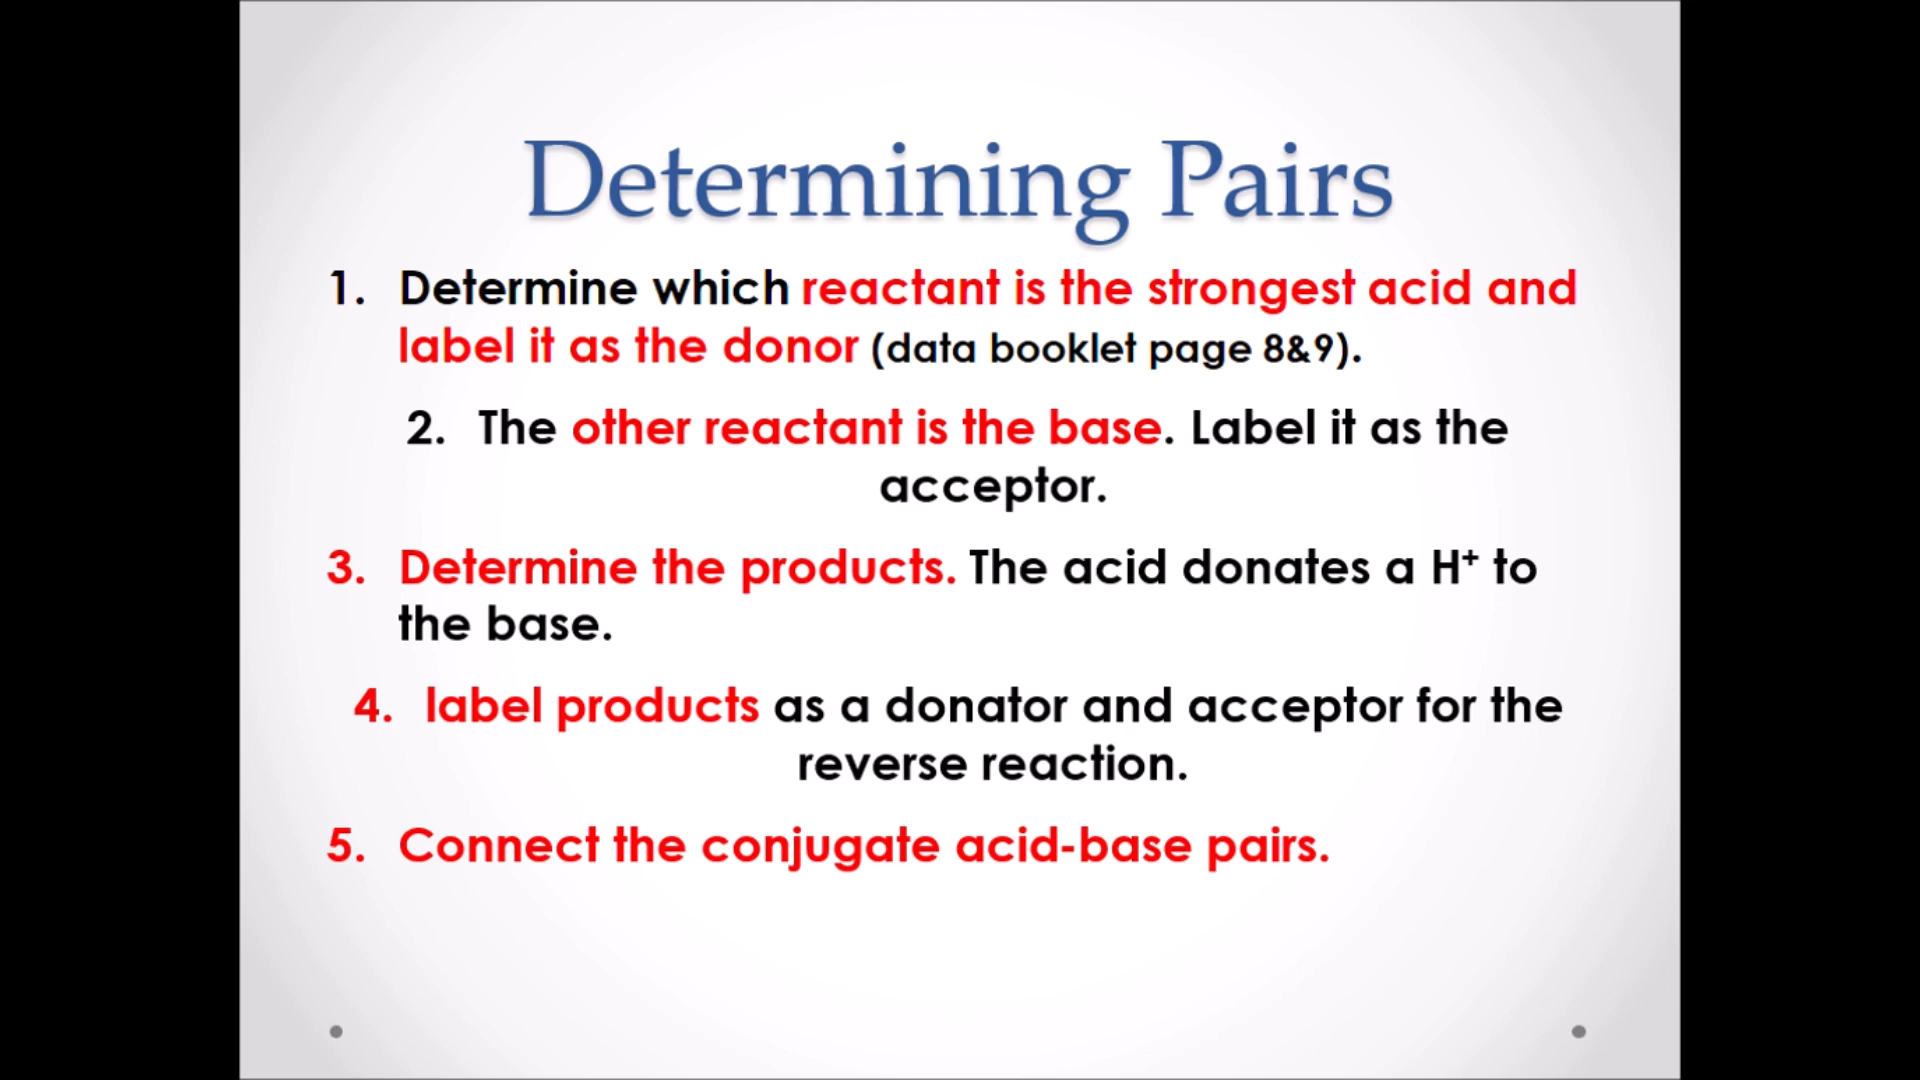 Determining Pairs
1. Determine which reactant is the strongest acid and
label it as the donor (data booklet page 8&9).
2. The other reactant is the base. Label it as the
acceptor.
3. Determine the products. The acid donates a H⁺ to
the base.
4. label products as a donator and acceptor for the
reverse reaction.
5. Connect the conjugate acid-base pairs.